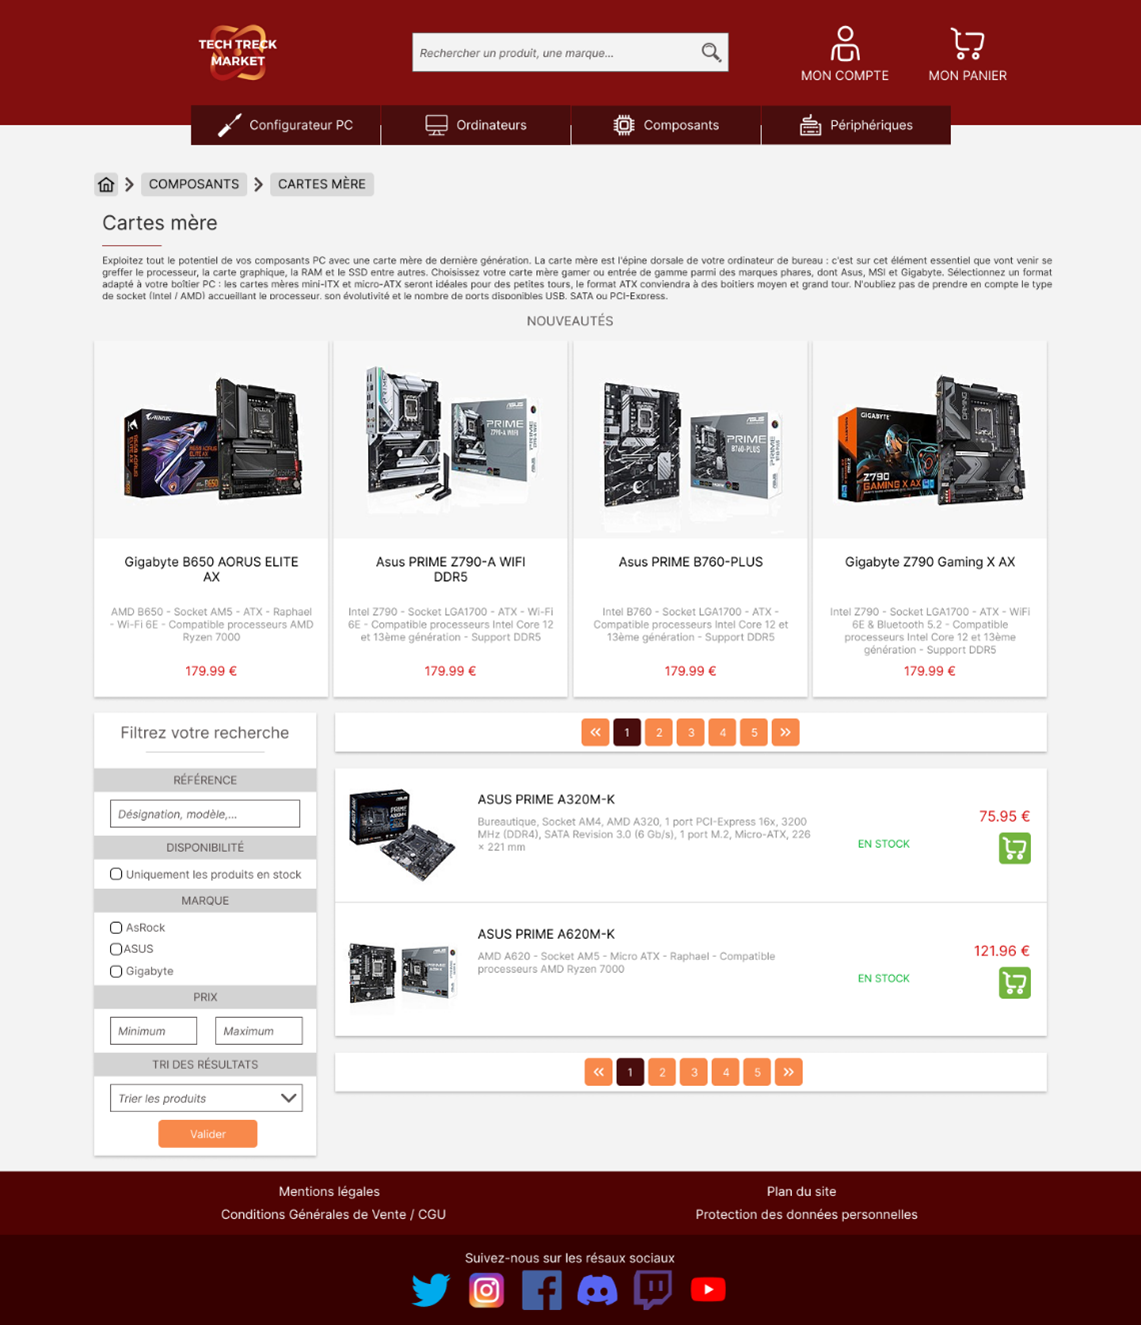 TECH TRECK
MARKET
Rechercher un produit, une marque...
MON COMPTE
MON PANIER
Configurateur PC
Ordinateurs
Composants
Périphériques
COMPOSANTS
CARTES MÈRE
Cartes mère
Exploitez tout le potentiel de vos composants PC avec une carte mère de dernière génération. La carte mère est l'épine dorsale de votre ordinateur de bureau : c'est sur cet élément essentiel que vont venir se
greffer le processeur, la carte graphique, la RAM et le SSD entre autres. Choisissez votre carte mère gamer ou entrée de gamme parmi des marques phares, dont Asus, MSI et Gigabyte. Sélectionnez un format
adapté à votre boîtier PC : les cartes mères mini-ITX et micro-ATX seront idéales pour des petites tours, le format ATX conviendra à des boitiers moyen et grand tour. N'oubliez pas de prendre en compte le type
de socket (Intel / AMD) accueillant le processeur, son évolutivité et le nombre de ports disponibles USB, SATA ou PCI-Express.
NOUVEAUTÉS
AORUS
B650
PRIME
Z790-A WIFI
PRIME
B760-PLUS
GIGABYTE
Z790
GAMING X AX
Gigabyte B650 AORUS ELITE
AX
AMD B650 - Socket AM5 - ATX - Raphael
- Wi-Fi 6E - Compatible processeurs AMD
Ryzen 7000
179.99 €
Asus PRIME Z790-A WIFI
DDR5
Intel Z790 - Socket LGA1700 - ATX - Wi-Fi
6E - Compatible processeurs Intel Core 12
et 13ème génération - Support DDR5
179.99 €
Asus PRIME B760-PLUS
Intel B760 - Socket LGA1700 - ATX -
Compatible processeurs Intel Core 12 et
13ème génération - Support DDR5
179.99 €
Gigabyte Z790 Gaming X AX
Intel Z790 - Socket LGA1700 - ATX - WiFi
6E & Bluetooth 5.2 - Compatible
processeurs Intel Core 12 et 13ème
génération - Support DDR5
179.99 €
Filtrez votre recherche
RÉFÉRENCE
Désignation, modèle,...
DISPONIBILITÉ
Uniquement les produits en stock
MARQUE
AsRock
ASUS
Gigabyte
PRIX
Minimum
Maximum
TRI DES RÉSULTATS
Trier les produits
Valider
« 1 2 3 4 5 »
ASUS PRIME A320M-K
Bureautique, Socket AM4, AMD A320, 1 port PCI-Express 16x, 3200
MHz (DDR4), SATA Revision 3.0 (6 Gb/s), 1 port M.2, Micro-ATX, 226
× 221 mm
EN STOCK
75.95 €
ASUS PRIME A620M-K
AMD A620 - Socket AM5 - Micro ATX - Raphael - Compatible
processeurs AMD Ryzen 7000
EN STOCK
121.96 €
« 1 2 3 4 5 »
Mentions légales
Plan du site
Conditions Générales de Vente / CGU
Protection des données personnelles
Suivez-nous sur les résaux sociaux